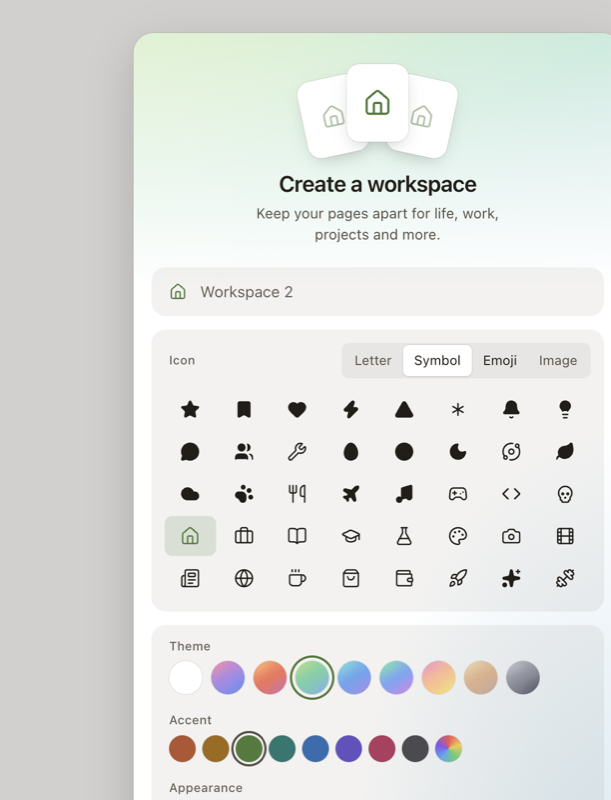 Create a workspace
Keep your pages apart for life, work,
projects and more.
Workspace 2
Icon
Letter
Symbol
Emoji
Image
Theme
Accent
Appearance